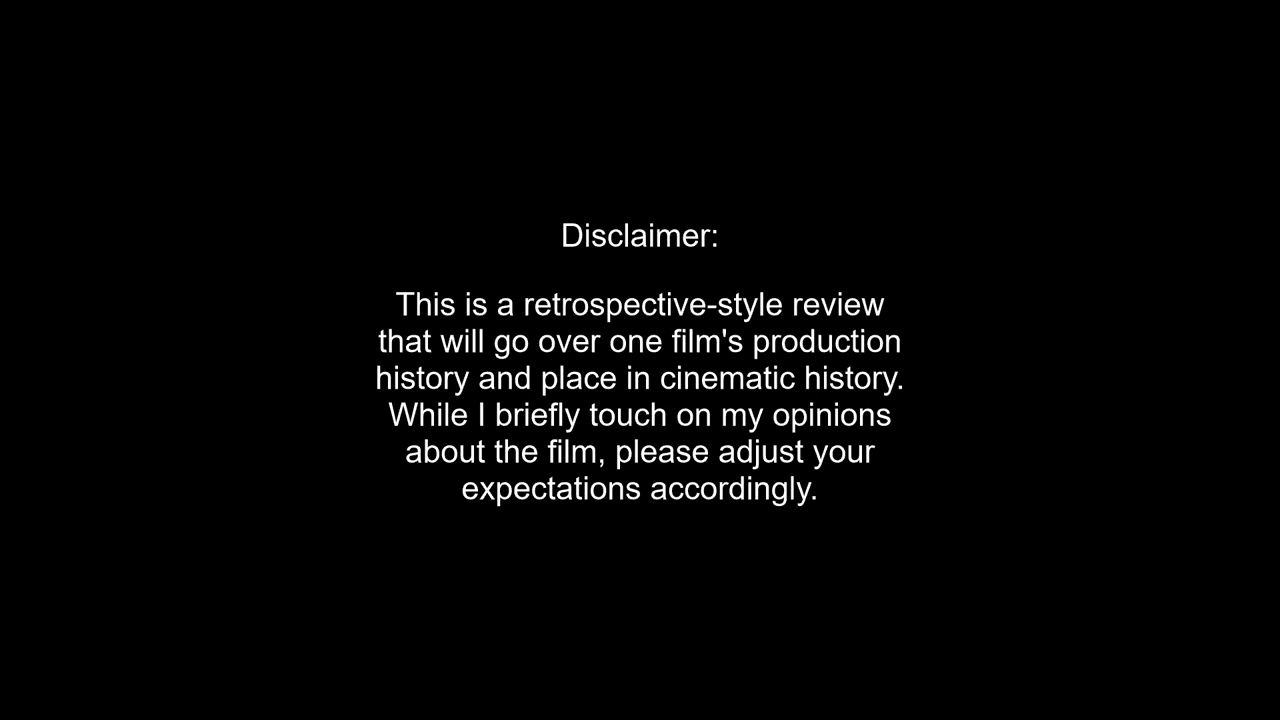 Disclaimer:
This is a retrospective-style review
that will go over one film's production
history and place in cinematic history.
While I briefly touch on my opinions
about the film, please adjust your
expectations accordingly.